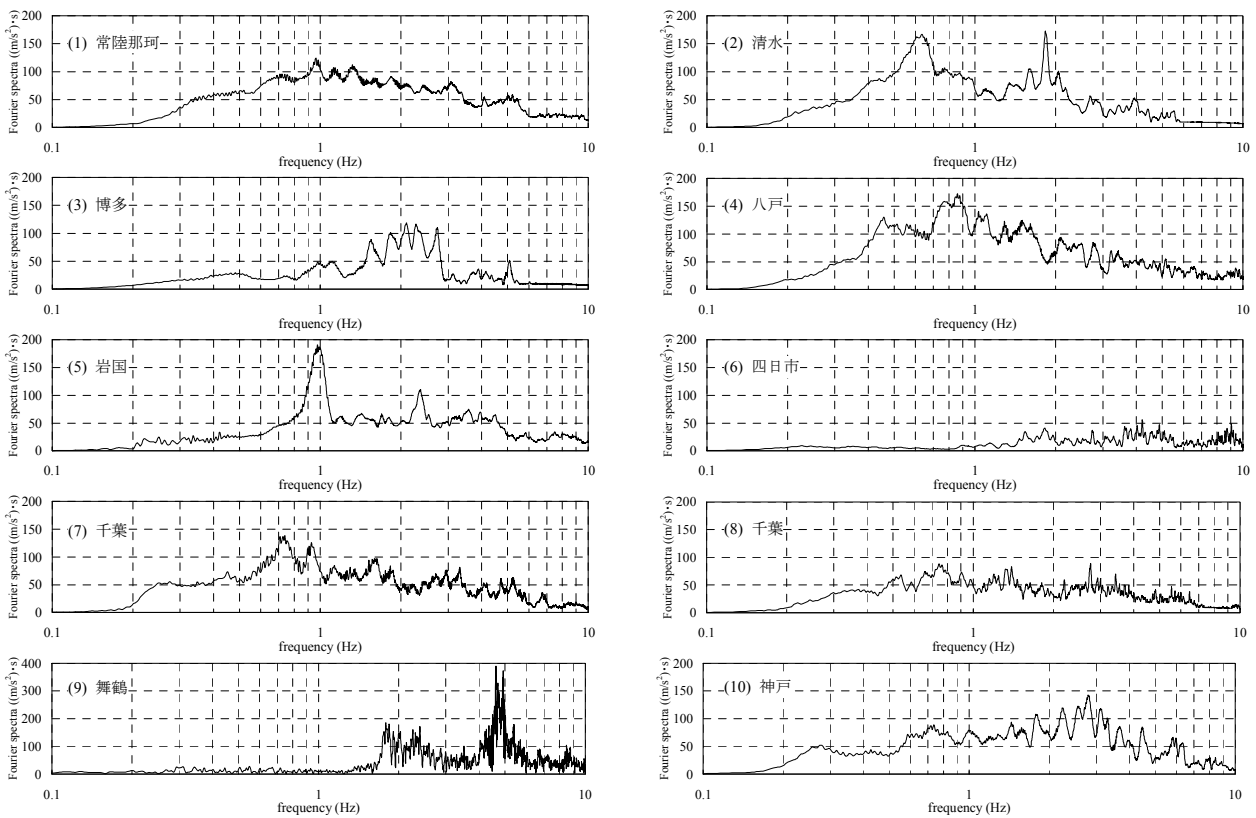 (1) 常陸那珂
Fourier spectra ((m/s²)・s)
200
150
100
50
0
0.1
1
10
frequency (Hz)
(2) 清水
Fourier spectra ((m/s²)・s)
200
150
100
50
0
0.1
1
10
frequency (Hz)
(3) 博多
Fourier spectra ((m/s²)・s)
200
150
100
50
0
0.1
1
10
frequency (Hz)
(4) 八戸
Fourier spectra ((m/s²)・s)
200
150
100
50
0
0.1
1
10
frequency (Hz)
(5) 岩国
Fourier spectra ((m/s²)・s)
200
150
100
50
0
0.1
1
10
frequency (Hz)
(6) 四日市
Fourier spectra ((m/s²)・s)
200
150
100
50
0
0.1
1
10
frequency (Hz)
(7) 千葉
Fourier spectra ((m/s²)・s)
200
150
100
50
0
0.1
1
10
frequency (Hz)
(8) 千葉
Fourier spectra ((m/s²)・s)
200
150
100
50
0
0.1
1
10
frequency (Hz)
(9) 舞鶴
Fourier spectra ((m/s²)・s)
400
300
200
100
0
0.1
1
10
frequency (Hz)
(10) 神戸
Fourier spectra ((m/s²)・s)
200
150
100
50
0
0.1
1
10
frequency (Hz)